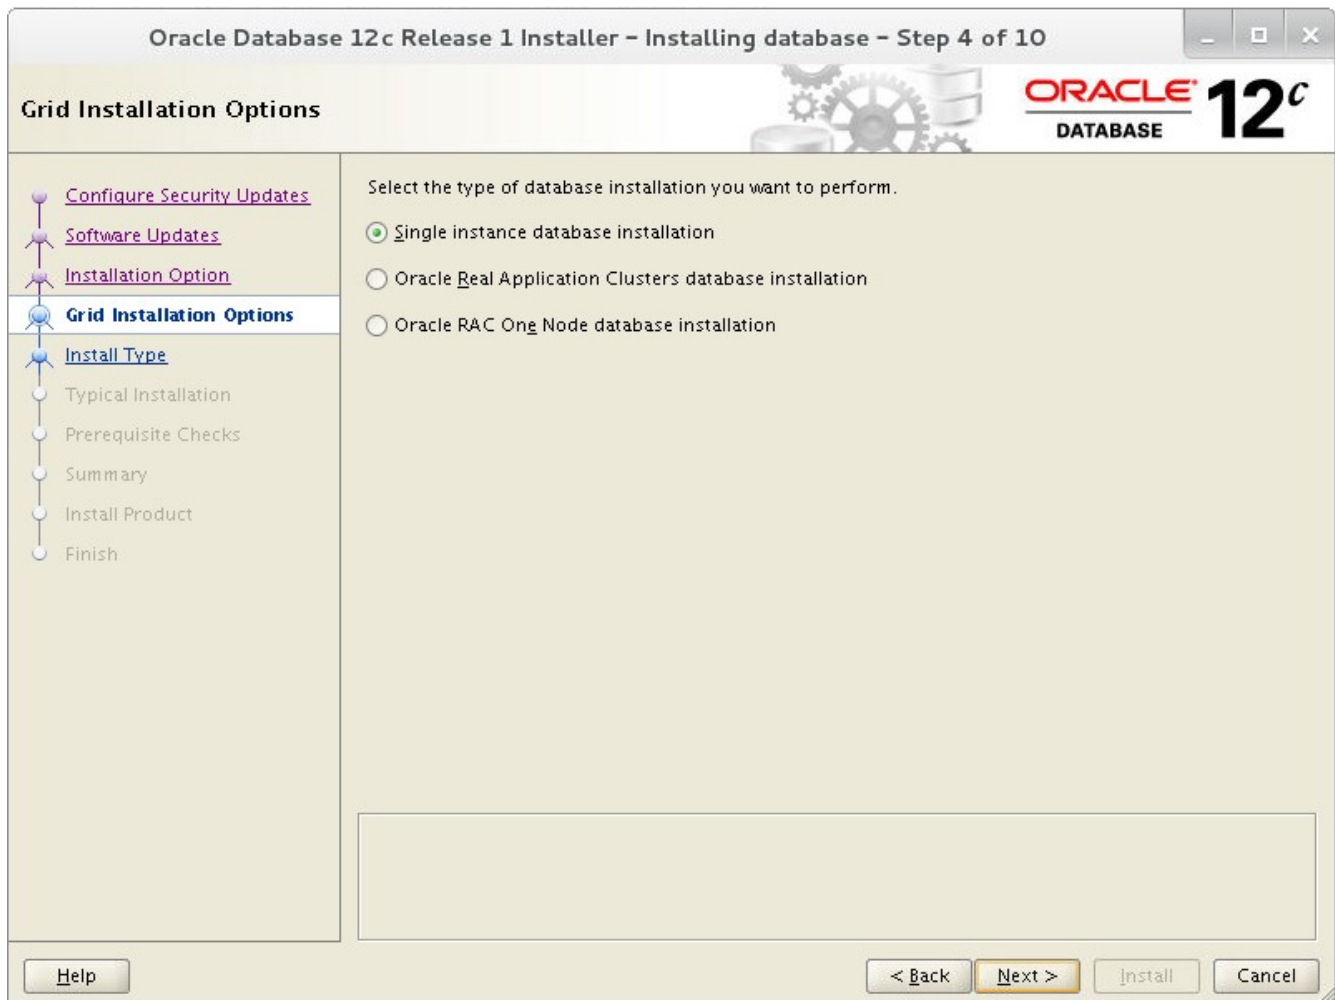 Oracle Database 12c Release 1 Installer – Installing database – Step 4 of 10
Grid Installation Options
ORACLE
DATABASE
12c
Configure Security Updates
Software Updates
Installation Option
Grid Installation Options
Install Type
Typical Installation
Prerequisite Checks
Summary
Install Product
Finish
Select the type of database installation you want to perform.
Single instance database installation
Oracle Real Application Clusters database installation
Oracle RAC One Node database installation
Help
< Back
Next >
Install
Cancel